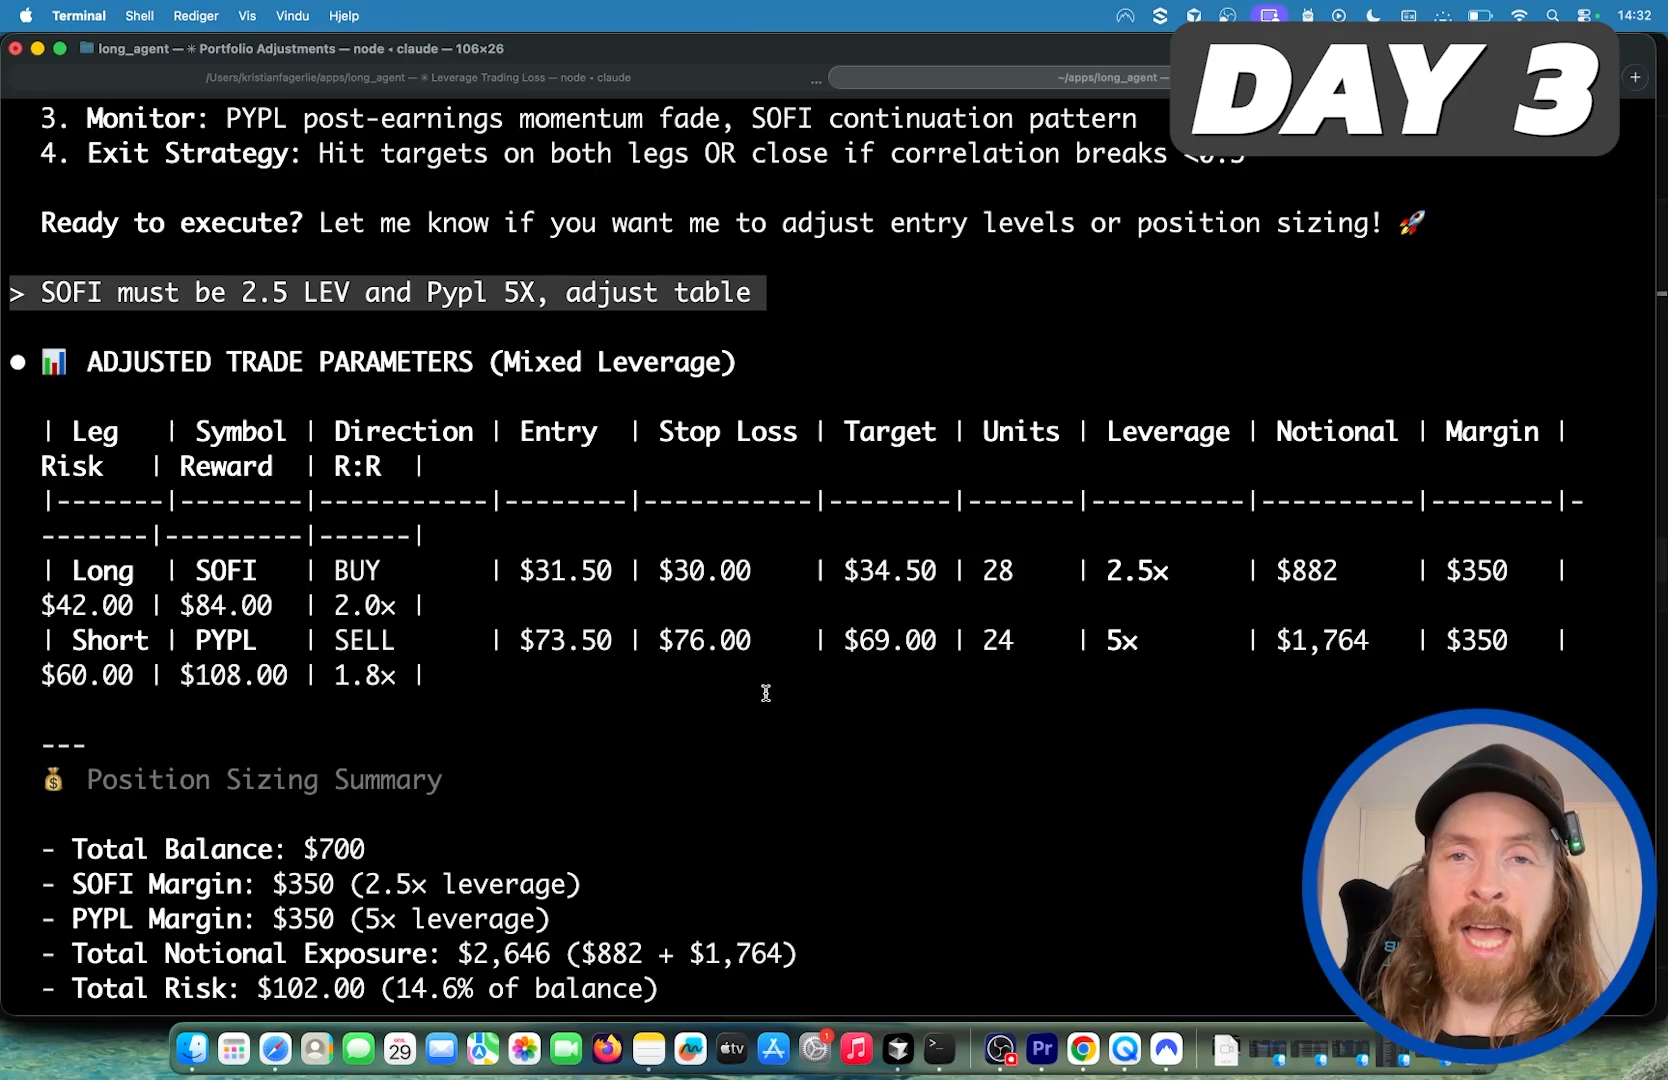 Terminal Shell Rediger Vis Vindu Hjelp 14:32
long_agent — ✳ Portfolio Adjustments — node ◂ claude — 106×26
/Users/kristianfagerlie/apps/long_agent — ✳ Leverage Trading Loss — node ◂ claude ... ~/apps/long_agent — +
DAY 3
3. Monitor: PYPL post-earnings momentum fade, SOFI continuation pattern
4. Exit Strategy: Hit targets on both legs OR close if correlation breaks
Ready to execute? Let me know if you want me to adjust entry levels or position sizing! 🚀
> SOFI must be 2.5 LEV and Pypl 5X, adjust table
● 📊 ADJUSTED TRADE PARAMETERS (Mixed Leverage)
| Leg | Symbol | Direction | Entry | Stop Loss | Target | Units | Leverage | Notional | Margin |
Risk | Reward | R:R |
|-------|--------|-----------|--------|-----------|--------|-------|----------|----------|--------|-
-------|---------|------|
| Long | SOFI | BUY | $31.50 | $30.00 | $34.50 | 28 | 2.5x | $882 | $350 |
$42.00 | $84.00 | 2.0x |
| Short | PYPL | SELL | $73.50 | $76.00 | $69.00 | 24 | 5x | $1,764 | $350 |
$60.00 | $108.00 | 1.8x |
---
💰 Position Sizing Summary
- Total Balance: $700
- SOFI Margin: $350 (2.5x leverage)
- PYPL Margin: $350 (5x leverage)
- Total Notional Exposure: $2,646 ($882 + $1,764)
- Total Risk: $102.00 (14.6% of balance)
29
tv
1
>_
Pr